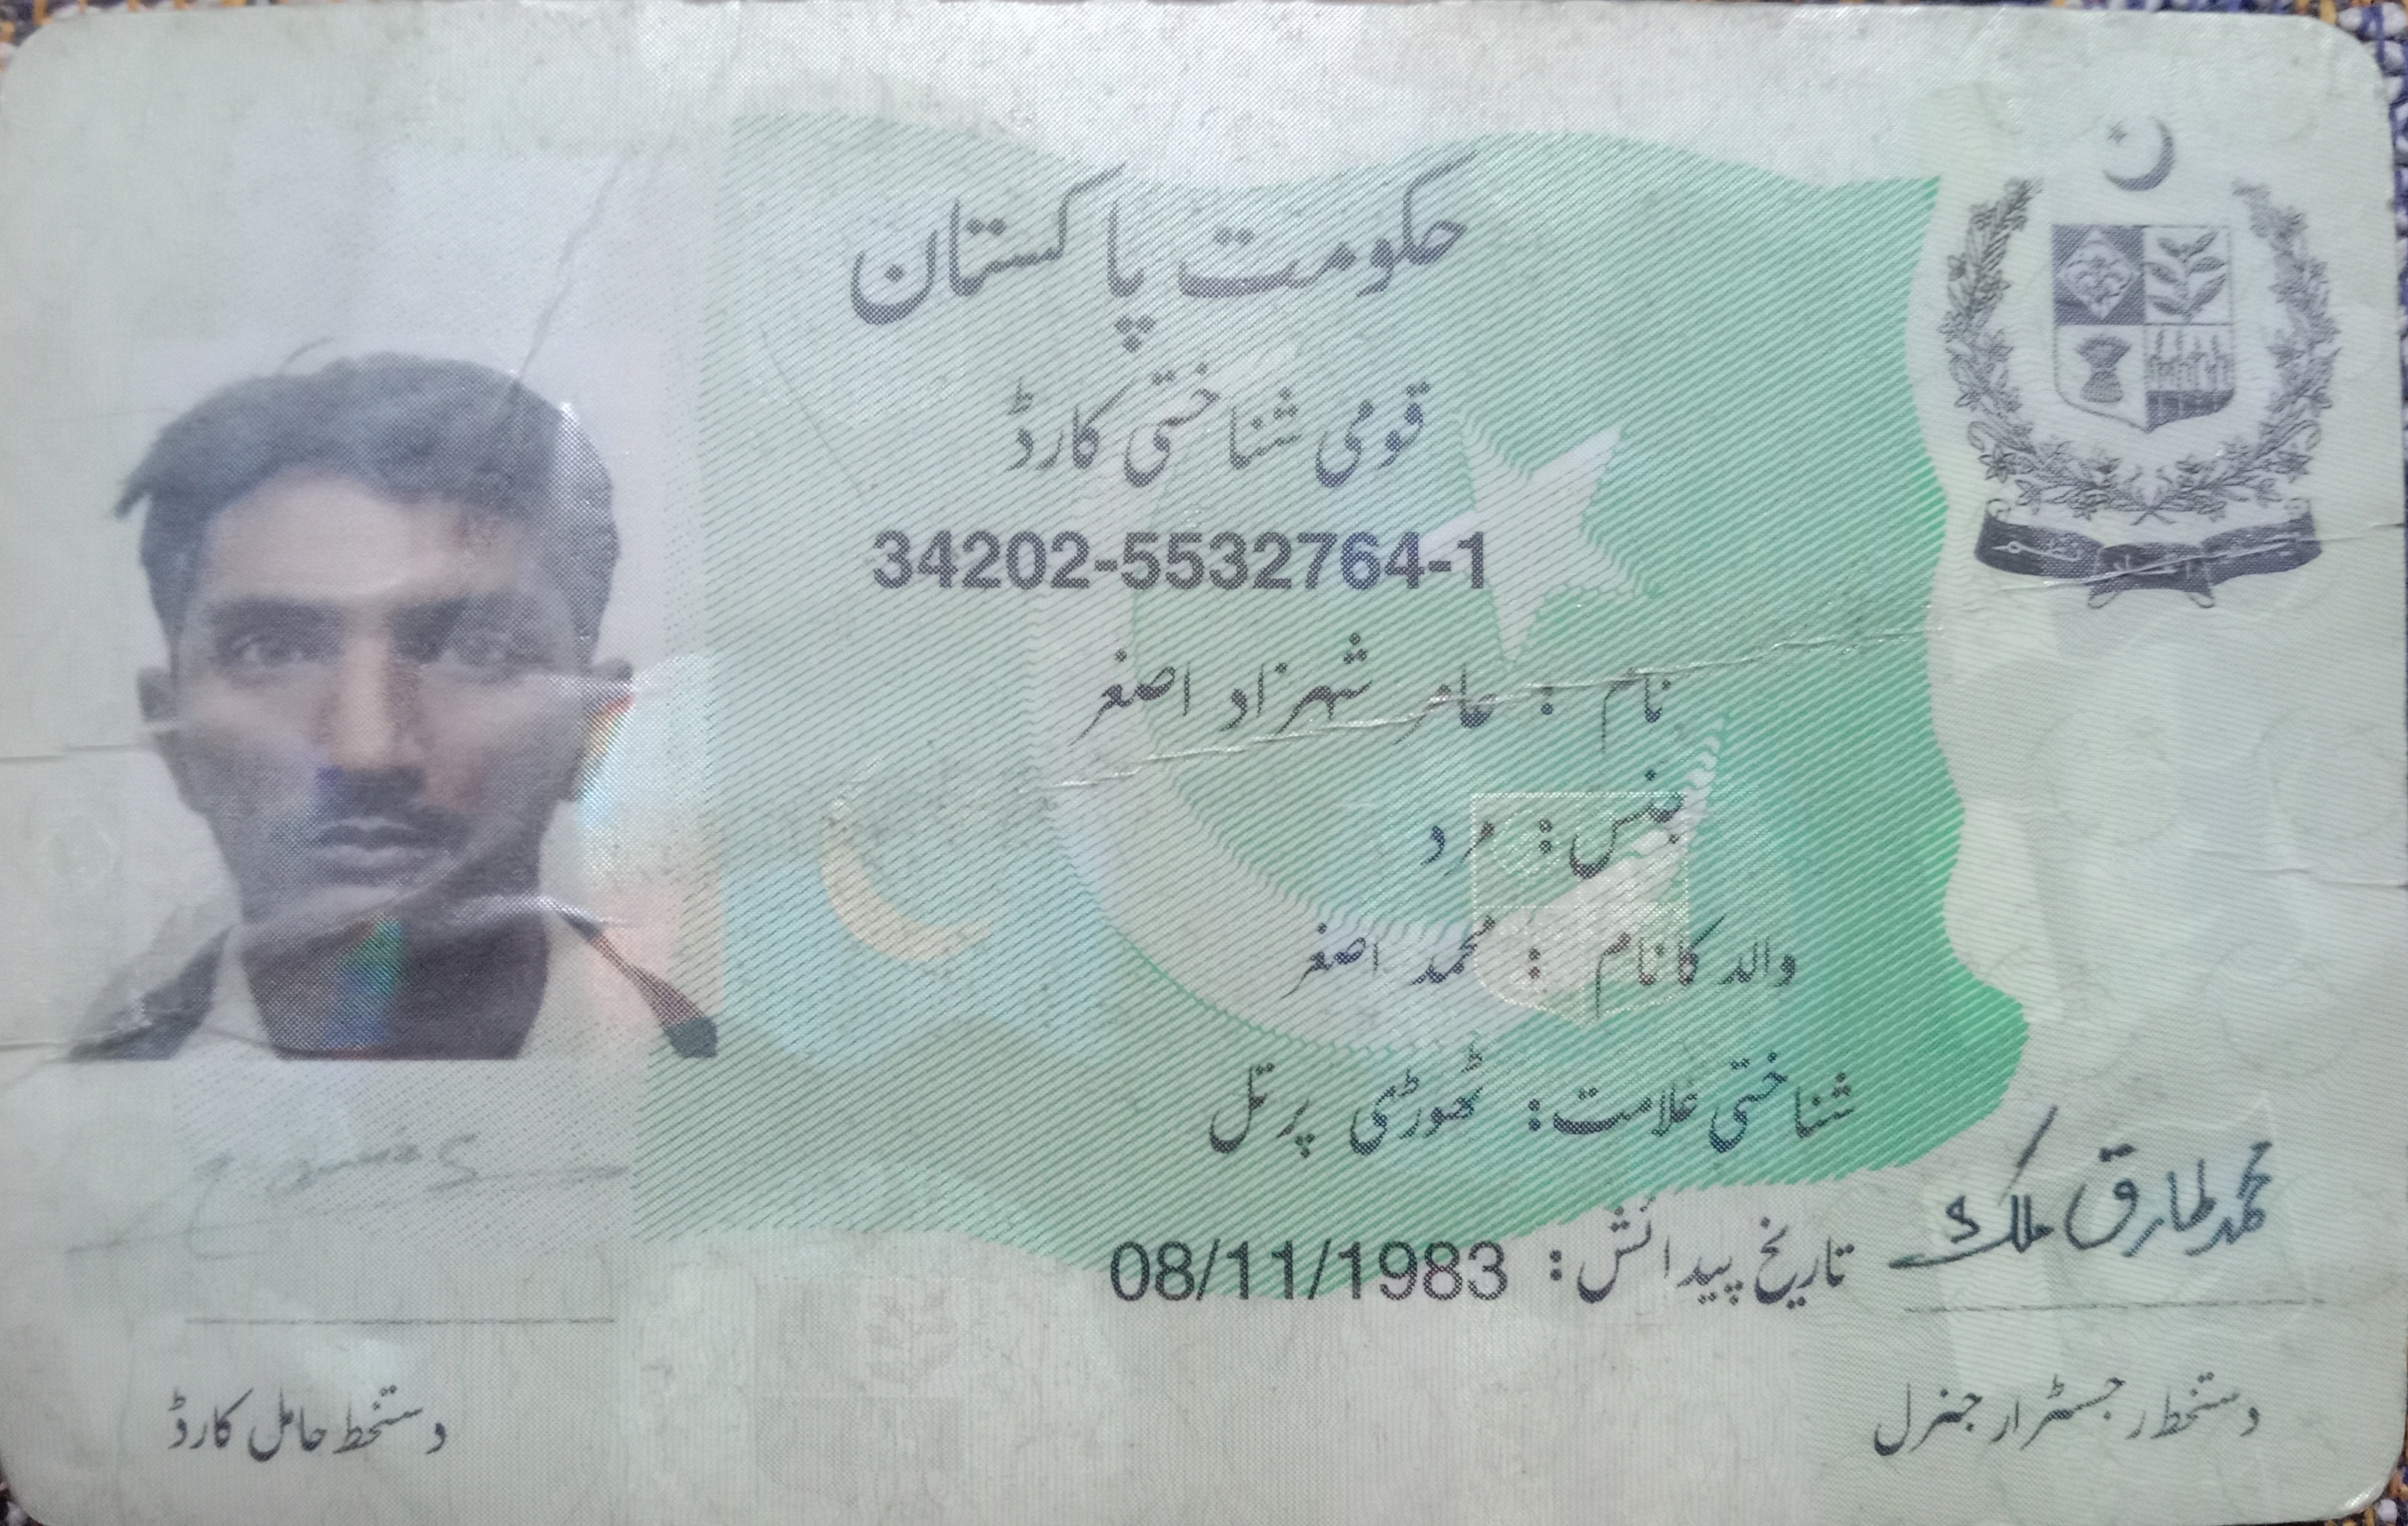 حکومت پاکستان
قومی شناختی کارڈ
34202-5532764-1
نام : عامر شہزاد اصغر
جنس : مرد
والد کا نام : محمد اصغر
شناختی علامت : ٹھوڑی پر تل
تاریخ پیدائش : 08/11/1983
محمد طارق ملک
دستخط حامل کارڈ
دستخط رجسٹرار جنرل